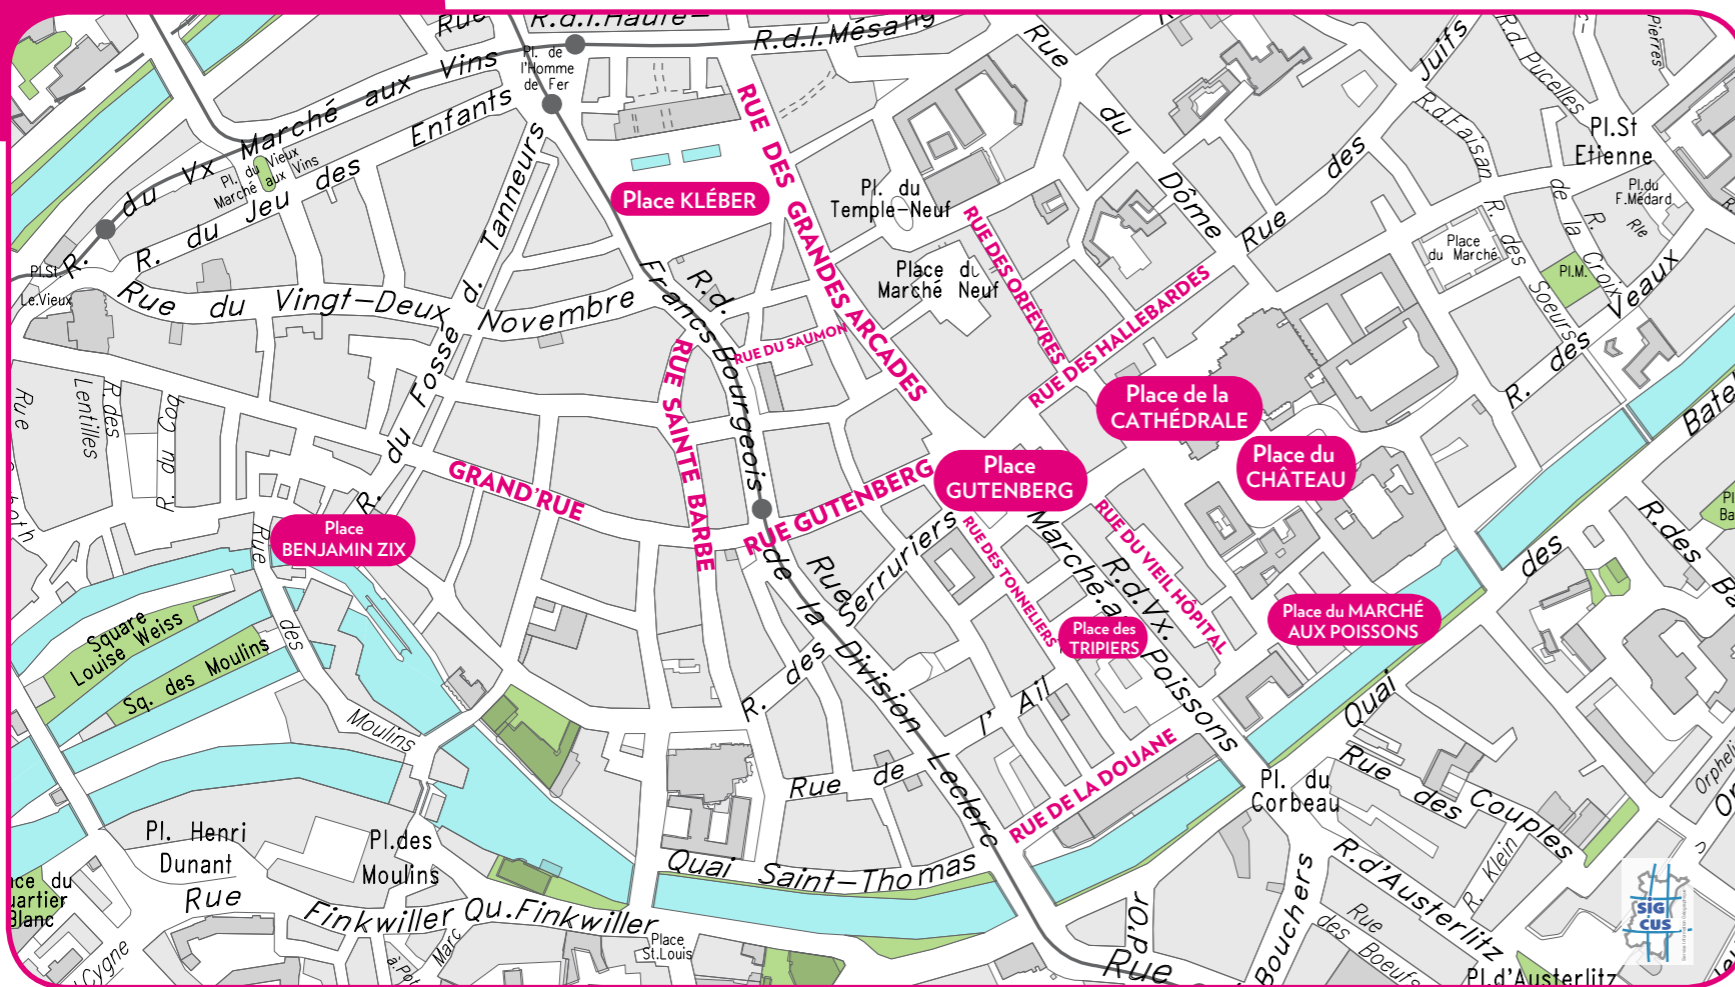 Rue
R.d.l.Haute-
R.d.l.Mésang
Rue
Juifs
R.d Pucelles
Pierres
Pl. de
l'Homme
de Fer
R. du Vx Marché aux Vins
Pl. du Vieux
Marché aux Vins
R. du Jeu des Enfants
RUE DES GRANDES ARCADES
Place KLÉBER
Pl. du
Temple-Neuf
Place du
Marché Neuf
RUE DES ORFÈVRES
RUE DES HALLEBARDES
du Dôme
Rue des
R.d.Faisan
Pl.St
Etienne
Pl.du
F.Médard
Rle
R. de la Croix
Place
du Marché
R. des Soeurs
Pl.M.
R. des Veaux
Pl.St.
Le.Vieux
Rue du Vingt-Deux Novembre
R. du Fosse d. Tanneurs
Francs Bourgeois
R.d.
RUE DU SAUMON
RUE SAINTE BARBE
Place de la
CATHÉDRALE
Place du
CHÂTEAU
Place
GUTENBERG
RUE GUTENBERG
GRAND'RUE
Rue
R.des
Lentilles
R. du Coq
Place
BENJAMIN ZIX
Rue des Moulins
Square
Louise Weiss
Sq. des Moulins
Rue de la Division Leclerc
R. des Serruriers
RUE DES TONNELIERS
Marché.a Poissons
R.d.Vx.
RUE DU VIEIL HÔPITAL
Place des
TRIPIERS
Place du MARCHÉ
AUX POISSONS
Quai des Batel
R.des
Rue de l' Ail
RUE DE LA DOUANE
Pl. du
Corbeau
Rue des Couples
R. Klein
R.d'Austerlitz
Rue
des Boeufs
Pl.d'Austerlitz
Bouchers
R. d'Or
Rue
Pl. Henri
Dunant
Pl.des
Moulins
Rue
Finkwiller
Qu.Finkwiller
Quai Saint-Thomas
Place
St.Louis
Marc
Cygne
SIG
CUS